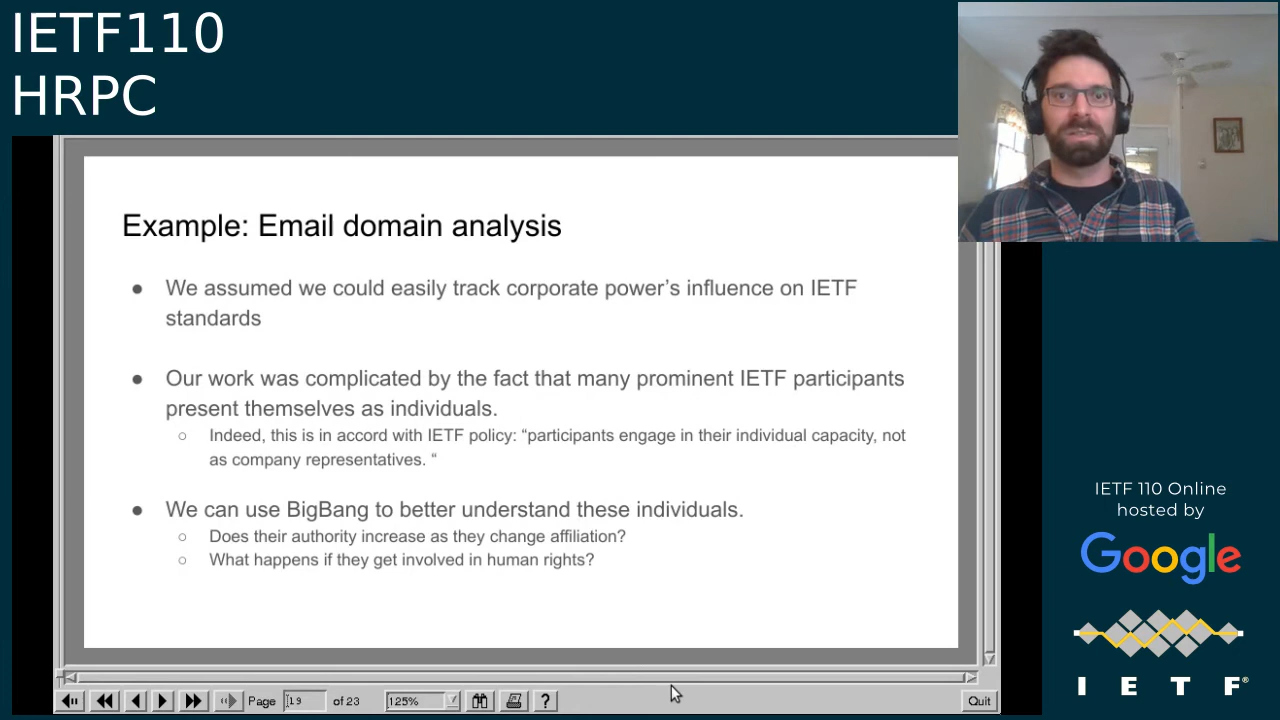 IETF110
HRPC
Example: Email domain analysis
● We assumed we could easily track corporate power’s influence on IETF
standards
● Our work was complicated by the fact that many prominent IETF participants
present themselves as individuals.
○ Indeed, this is in accord with IETF policy: “participants engage in their individual capacity, not
as company representatives. “
● We can use BigBang to better understand these individuals.
○ Does their authority increase as they change affiliation?
○ What happens if they get involved in human rights?
Page 19 of 23 125% ? Quit
IETF 110 Online
hosted by
Google
I E T F®